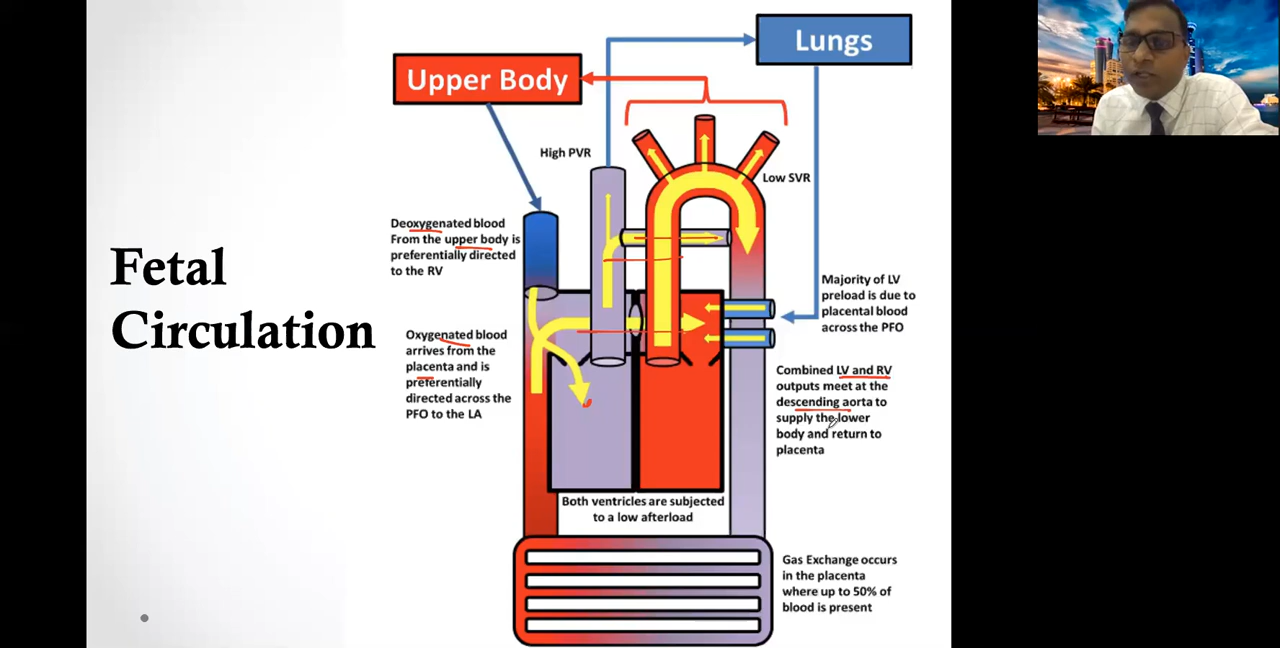 Fetal
Circulation
Lungs
Upper Body
High PVR
Low SVR
Deoxygenated blood
From the upper body is
preferentially directed
to the RV
Oxygenated blood
arrives from the
placenta and is
preferentially
directed across the
PFO to the LA
Majority of LV
preload is due to
placental blood
across the PFO
Combined LV and RV
outputs meet at the
descending aorta to
supply the lower
body and return to
placenta
Both ventricles are subjected
to a low afterload
Gas Exchange occurs
in the placenta
where up to 50% of
blood is present